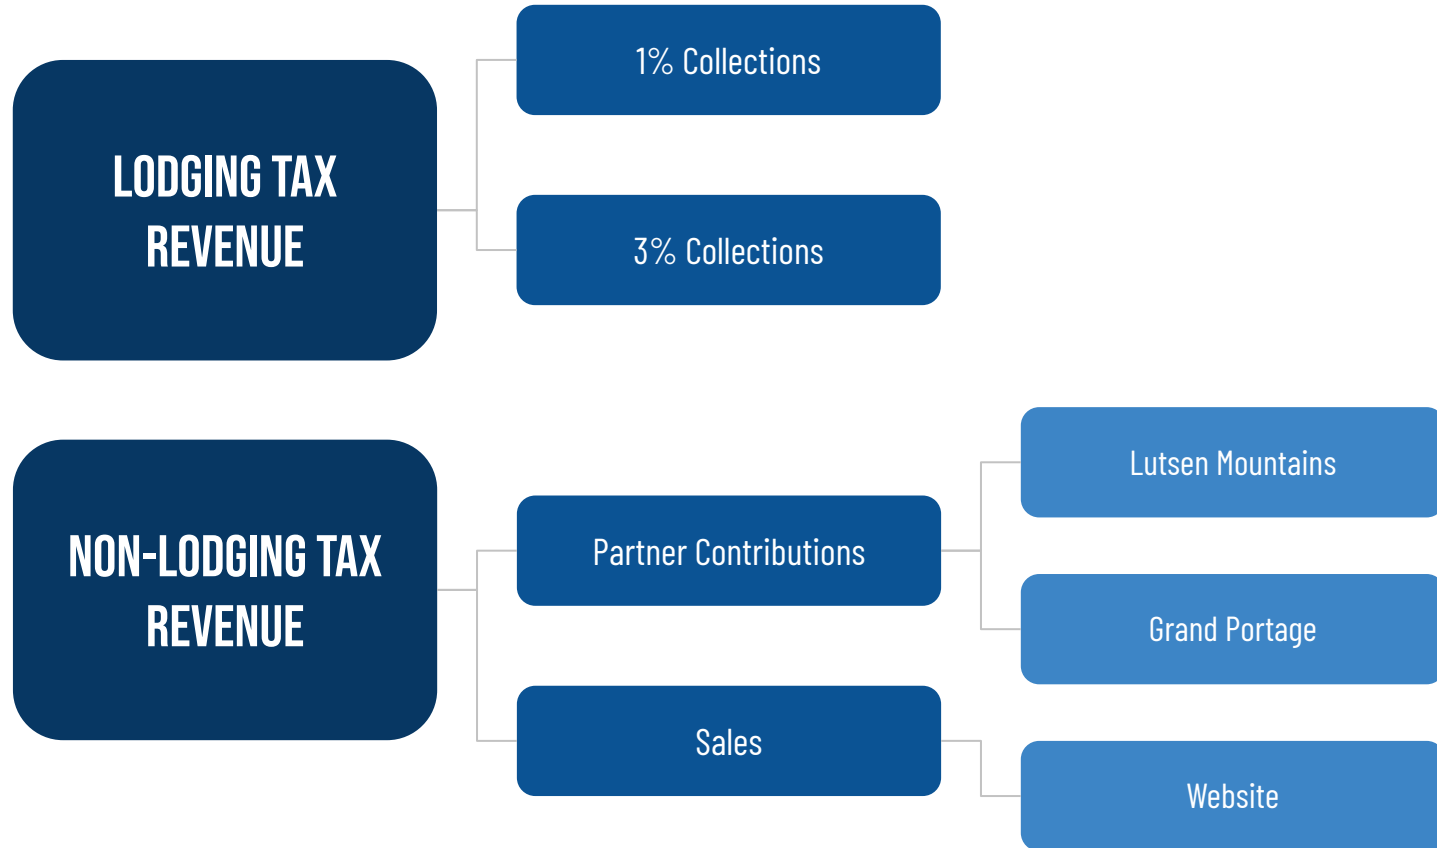 1% Collections
LODGING TAX
REVENUE
3% Collections
Lutsen Mountains
NON-LODGING TAX
REVENUE
Partner Contributions
Grand Portage
Sales
Website